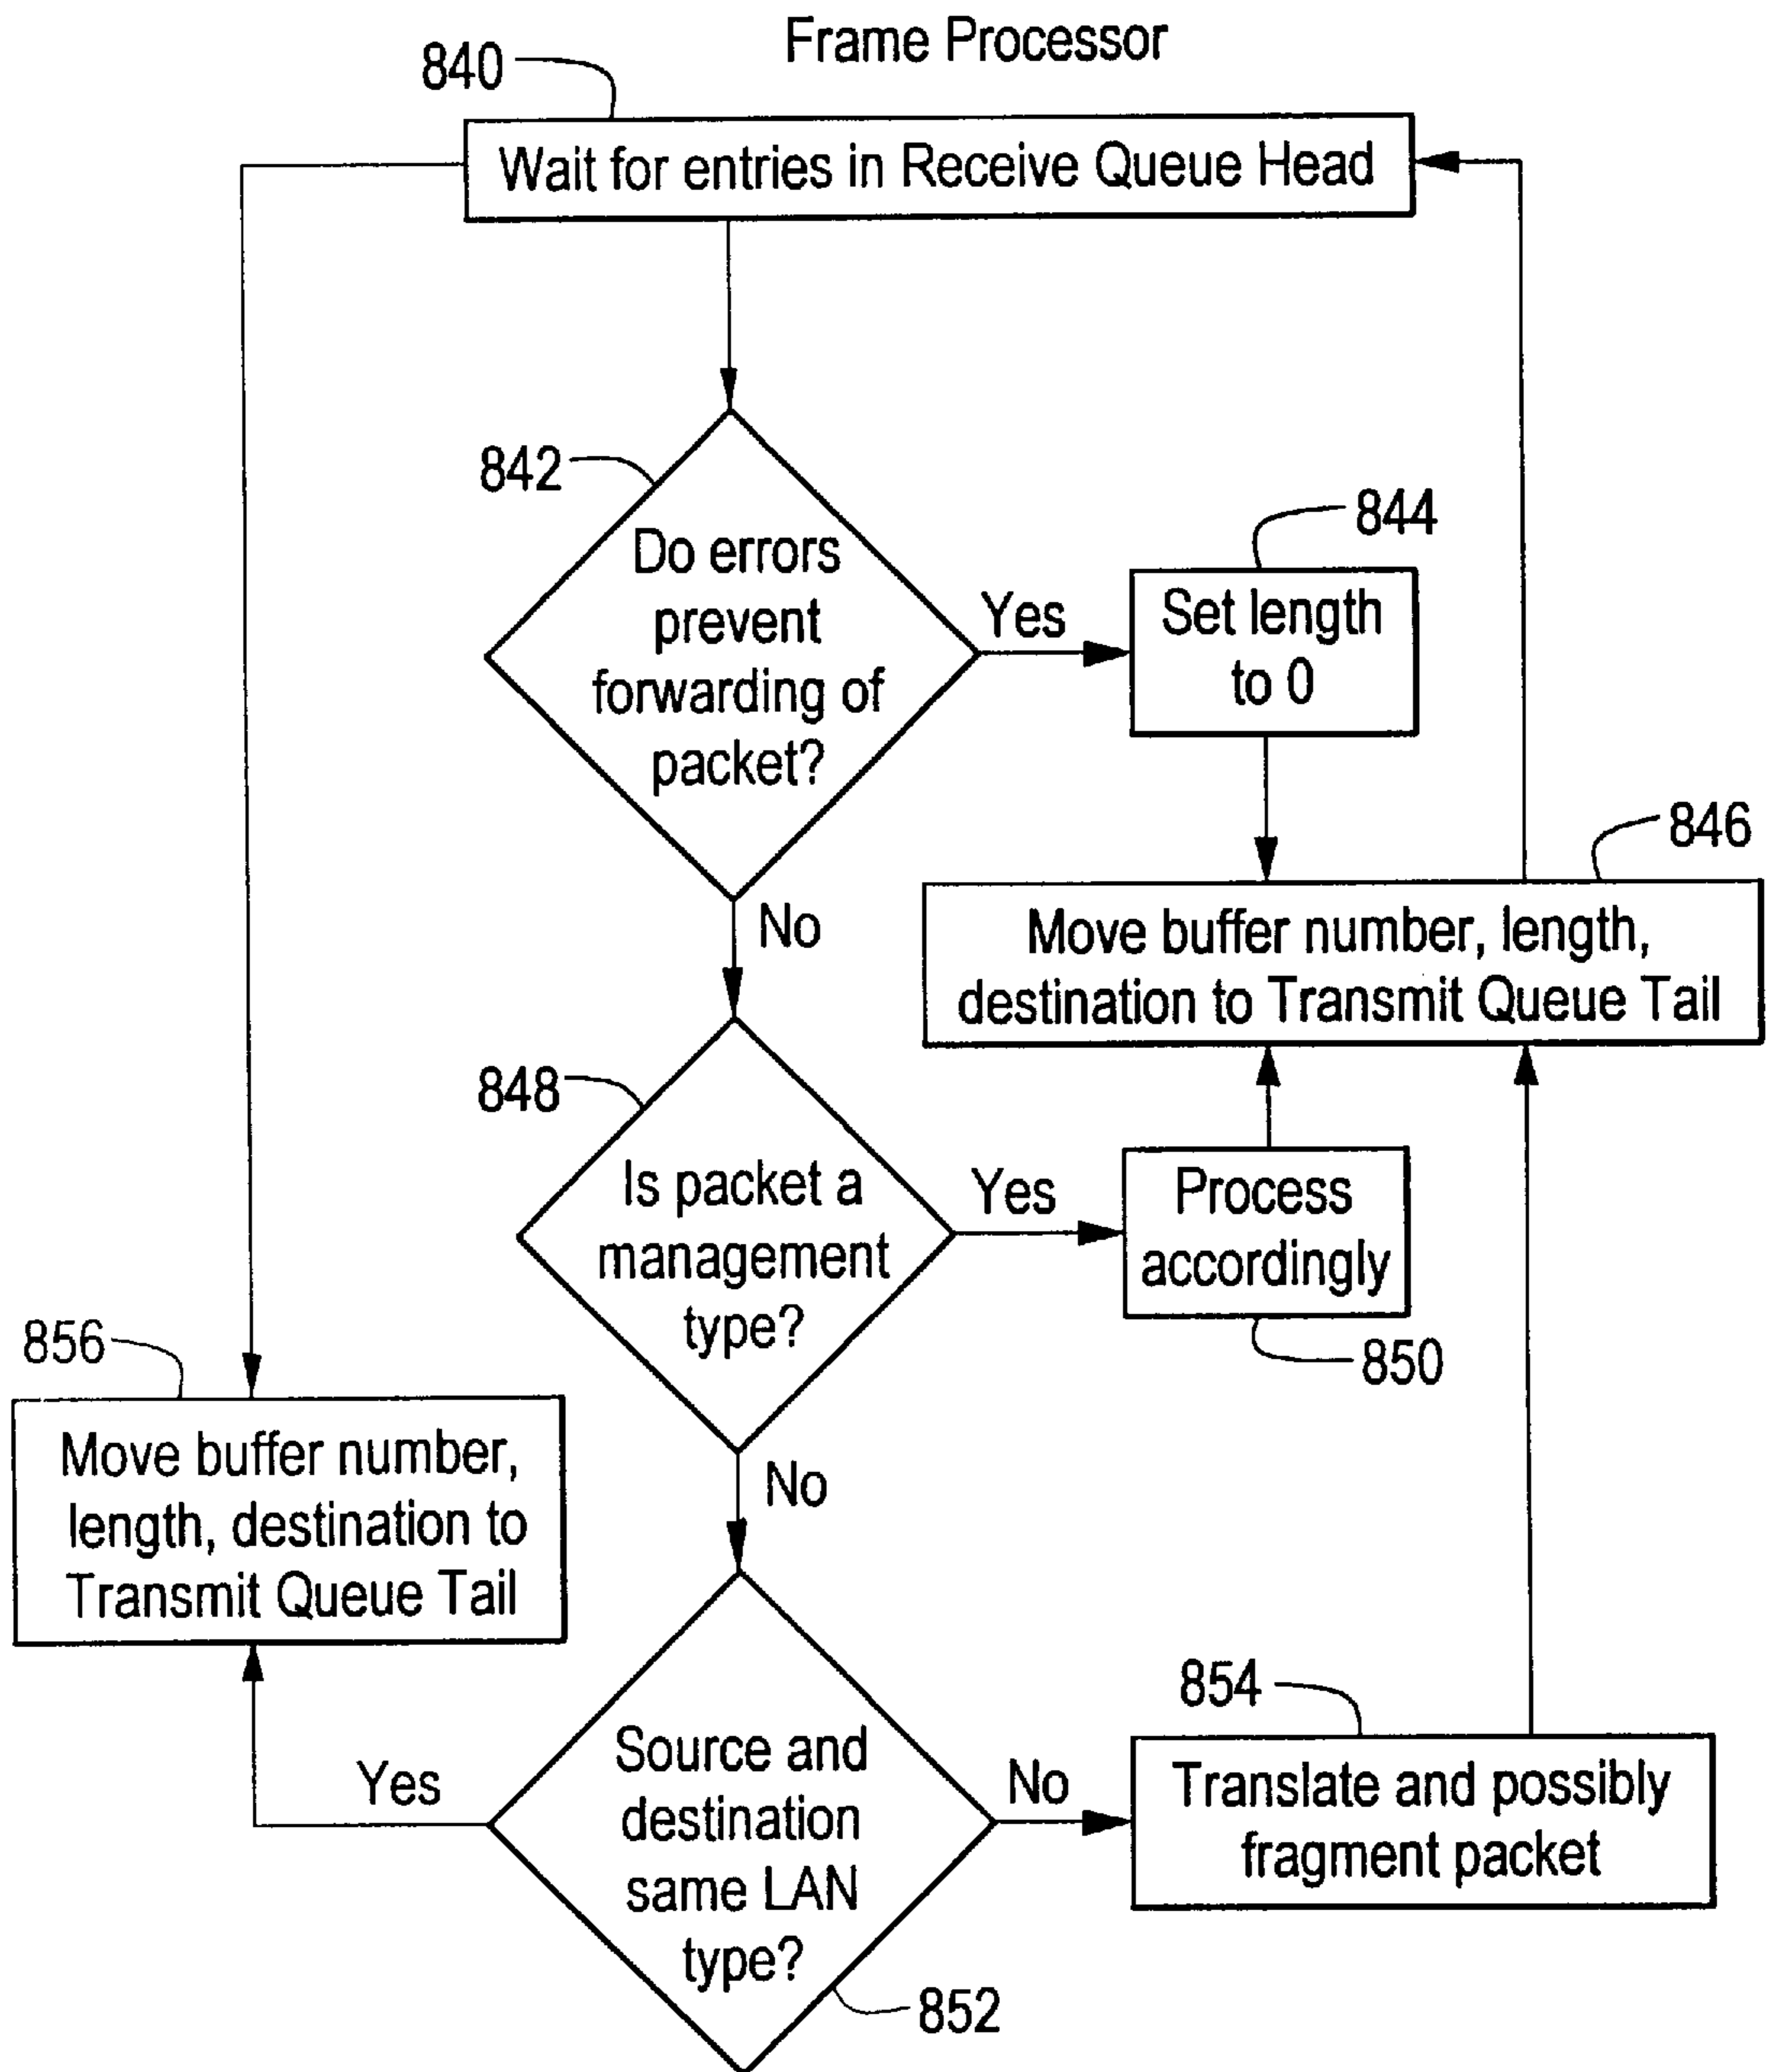 Frame Processor
840
Wait for entries in Receive Queue Head
842
Do errors
prevent
forwarding of
packet?
Yes
844
Set length
to 0
846
Move buffer number, length,
destination to Transmit Queue Tail
No
848
Is packet a
management
type?
Yes
Process
accordingly
850
No
856
Move buffer number,
length, destination to
Transmit Queue Tail
Yes
Source and
destination
same LAN
type?
852
No
854
Translate and possibly
fragment packet